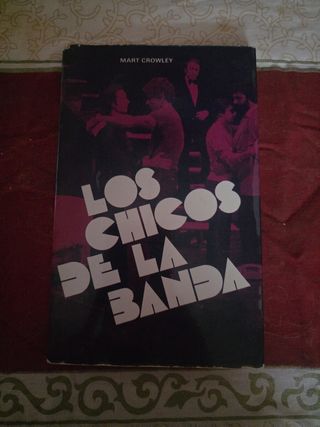 MART CROWLEY
LOS
CHICOS
DE LA
BANDA